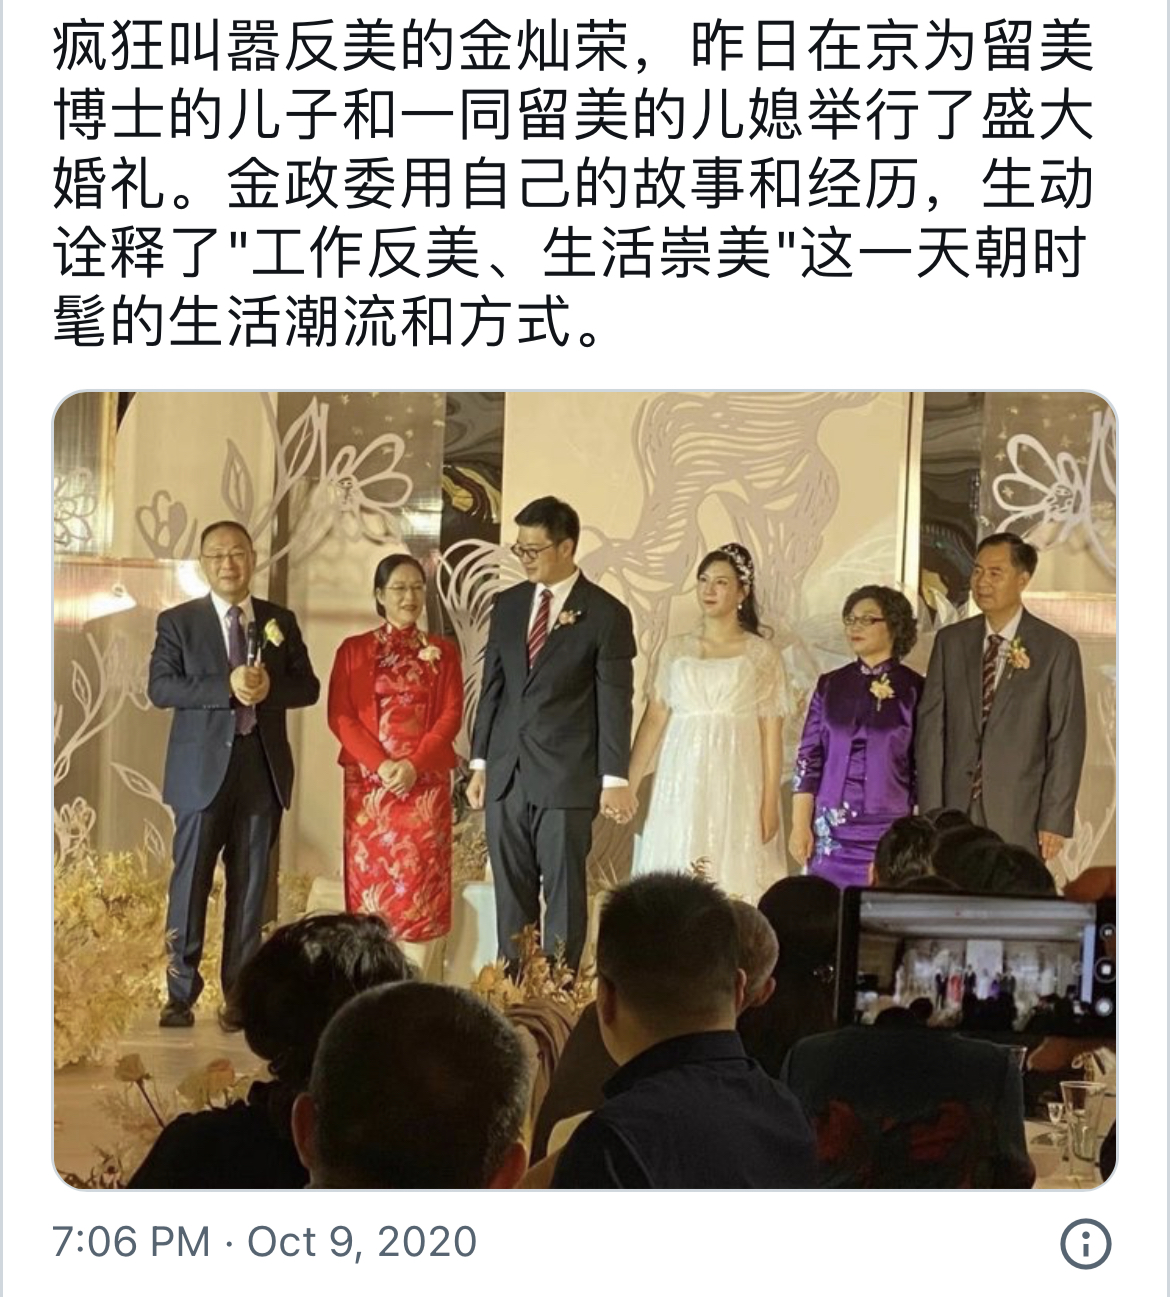 疯狂叫嚣反美的金灿荣，昨日在京为留美
博士的儿子和一同留美的儿媳举行了盛大
婚礼。金政委用自己的故事和经历，生动
诠释了"工作反美、生活崇美"这一天朝时
髦的生活潮流和方式。
7:06 PM · Oct 9, 2020